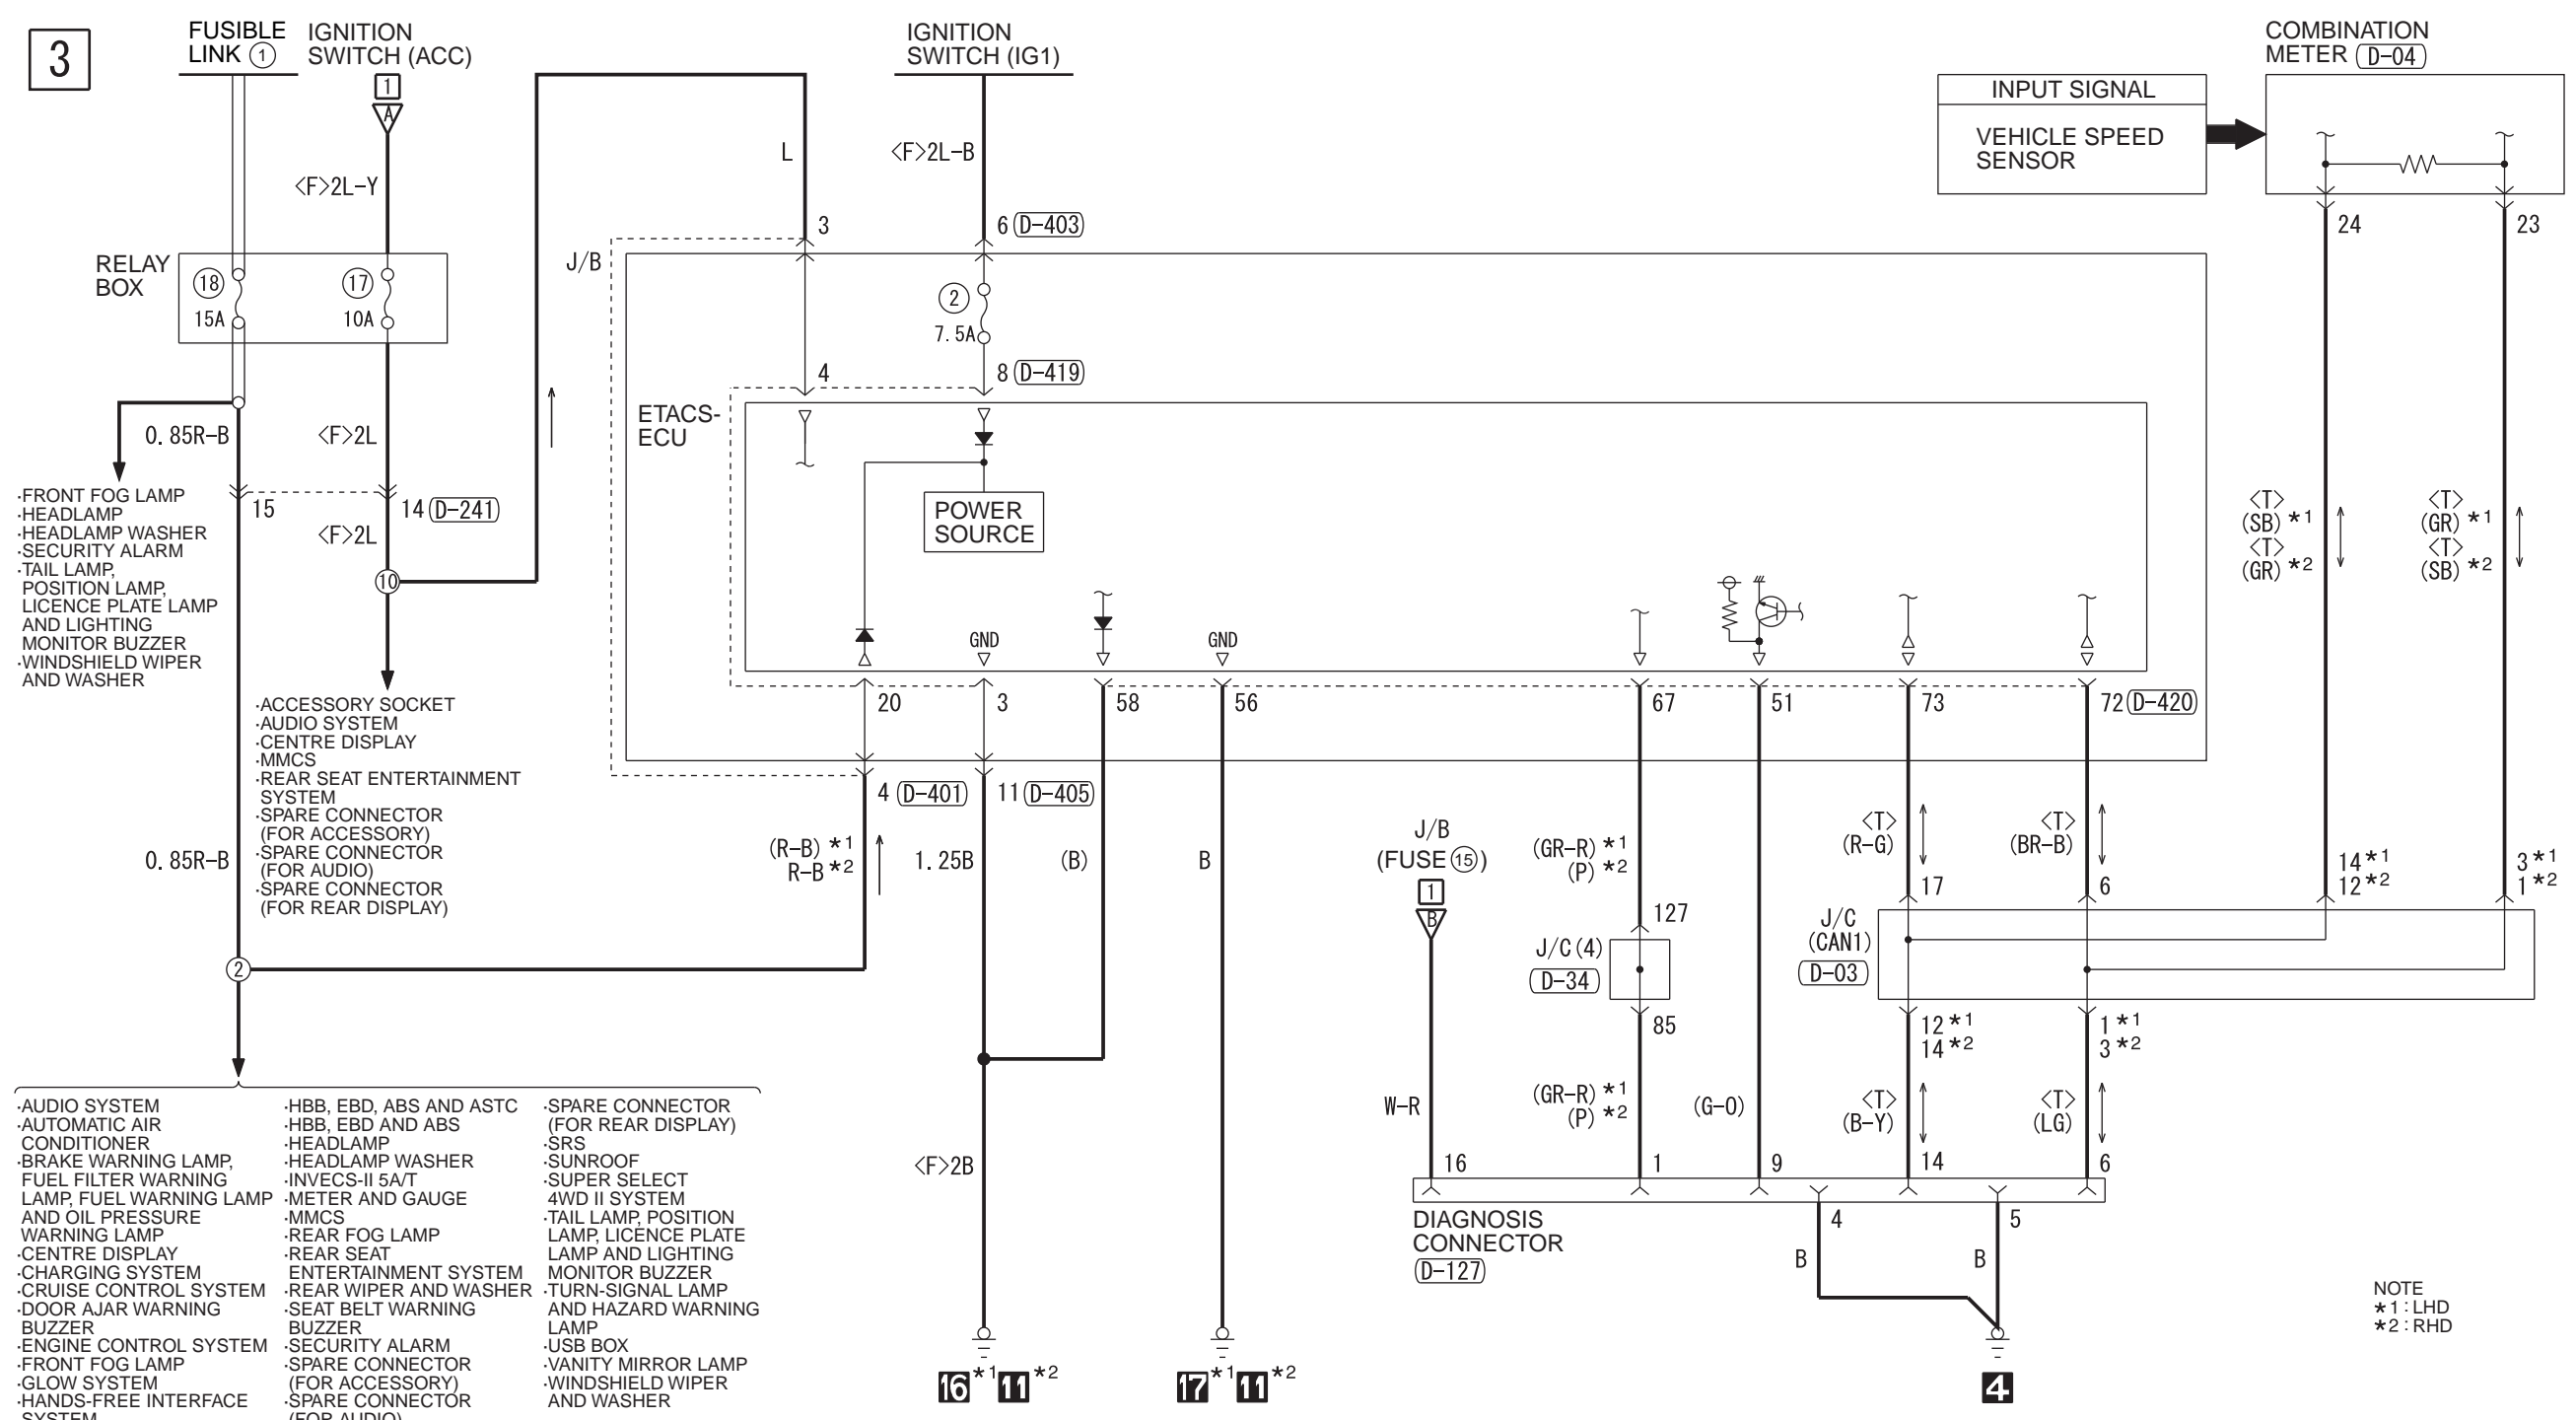 3
FUSIBLE
LINK ①
IGNITION
SWITCH (ACC)
1
A
<F>2L-Y
RELAY
BOX
18
15A
17
10A
0.85R-B
<F>2L
15
14 (D-241)
<F>2L
10
·FRONT FOG LAMP
·HEADLAMP
·HEADLAMP WASHER
·SECURITY ALARM
·TAIL LAMP,
POSITION LAMP,
LICENCE PLATE LAMP
AND LIGHTING
MONITOR BUZZER
·WINDSHIELD WIPER
AND WASHER
·ACCESSORY SOCKET
·AUDIO SYSTEM
·CENTRE DISPLAY
·MMCS
·REAR SEAT ENTERTAINMENT
SYSTEM
·SPARE CONNECTOR
(FOR ACCESSORY)
·SPARE CONNECTOR
(FOR AUDIO)
·SPARE CONNECTOR
(FOR REAR DISPLAY)
0.85R-B
2
·AUDIO SYSTEM
·AUTOMATIC AIR
CONDITIONER
·BRAKE WARNING LAMP,
FUEL FILTER WARNING
LAMP, FUEL WARNING LAMP
AND OIL PRESSURE
WARNING LAMP
·CENTRE DISPLAY
·CHARGING SYSTEM
·CRUISE CONTROL SYSTEM
·DOOR AJAR WARNING
BUZZER
·ENGINE CONTROL SYSTEM
·FRONT FOG LAMP
·GLOW SYSTEM
·HANDS-FREE INTERFACE
SYSTEM
·HBB, EBD, ABS AND ASTC
·HBB, EBD AND ABS
·HEADLAMP
·HEADLAMP WASHER
·INVECS-II 5A/T
·METER AND GAUGE
·MMCS
·REAR FOG LAMP
·REAR SEAT
ENTERTAINMENT SYSTEM
·REAR WIPER AND WASHER
·SEAT BELT WARNING
BUZZER
·SECURITY ALARM
·SPARE CONNECTOR
(FOR ACCESSORY)
·SPARE CONNECTOR
(FOR AUDIO)
·SPARE CONNECTOR
(FOR REAR DISPLAY)
·SRS
·SUNROOF
·SUPER SELECT
4WD II SYSTEM
·TAIL LAMP, POSITION
LAMP, LICENCE PLATE
LAMP AND LIGHTING
MONITOR BUZZER
·TURN-SIGNAL LAMP
AND HAZARD WARNING
LAMP
·USB BOX
·VANITY MIRROR LAMP
·WINDSHIELD WIPER
AND WASHER
IGNITION
SWITCH (IG1)
L
<F>2L-B
3
6 (D-403)
J/B
2
7.5A
4
8 (D-419)
ETACS-
ECU
POWER
SOURCE
GND
GND
20
3
58
56
67
51
73
72 (D-420)
4 (D-401)
11 (D-405)
(R-B) *1
R-B *2
1.25B
(B)
B
<F>2B
16 *1 11 *2
17 *1 11 *2
J/B
(FUSE ⑮)
1
B
W-R
(GR-R) *1
(P) *2
127
J/C (4)
(D-34)
85
(GR-R) *1
(P) *2
(G-O)
<T>
(R-G)
<T>
(BR-B)
17
6
J/C
(CAN1)
(D-03)
12 *1
14 *2
1 *1
3 *2
<T>
(B-Y)
<T>
(LG)
16
1
9
14
6
DIAGNOSIS
CONNECTOR
(D-127)
4
5
B
B
4
INPUT SIGNAL
VEHICLE SPEED
SENSOR
COMBINATION
METER (D-04)
24
23
<T>
(SB) *1
<T>
(GR) *2
<T>
(GR) *1
<T>
(SB) *2
14 *1
12 *2
3 *1
1 *2
NOTE
*1 : LHD
*2 : RHD